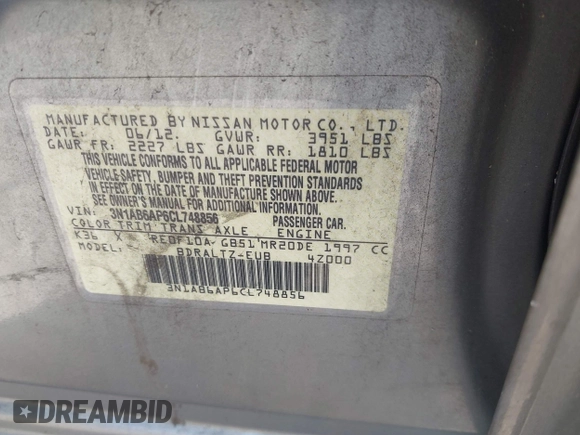 MANUFACTURED BY NISSAN MOTOR CO., LTD.
DATE: 06/12. GVWR: 3951 LBS
GAWR FR: 2227 LBS GAWR RR: 1810 LBS
THIS VEHICLE CONFORMS TO ALL APPLICABLE FEDERAL MOTOR
VEHICLE-SAFETY, BUMPER AND THEFT PREVENTION STANDARDS
IN EFFECT ON THE DATE OF MANUFACTURE SHOWN ABOVE.
SEE OWNER'S MANUAL FOR ADDITIONAL INFORMATION.
VIN: 3N1AB6AP6CL748856 PASSENGER CAR.
COLOR TRIM TRANS AXLE ENGINE
K36 X RE0F10A GB51 MR20DE 1997 CC
MODEL: BDRALTZ-EUB 4Z000
3N1AB6AP6CL748856
DREAMBID